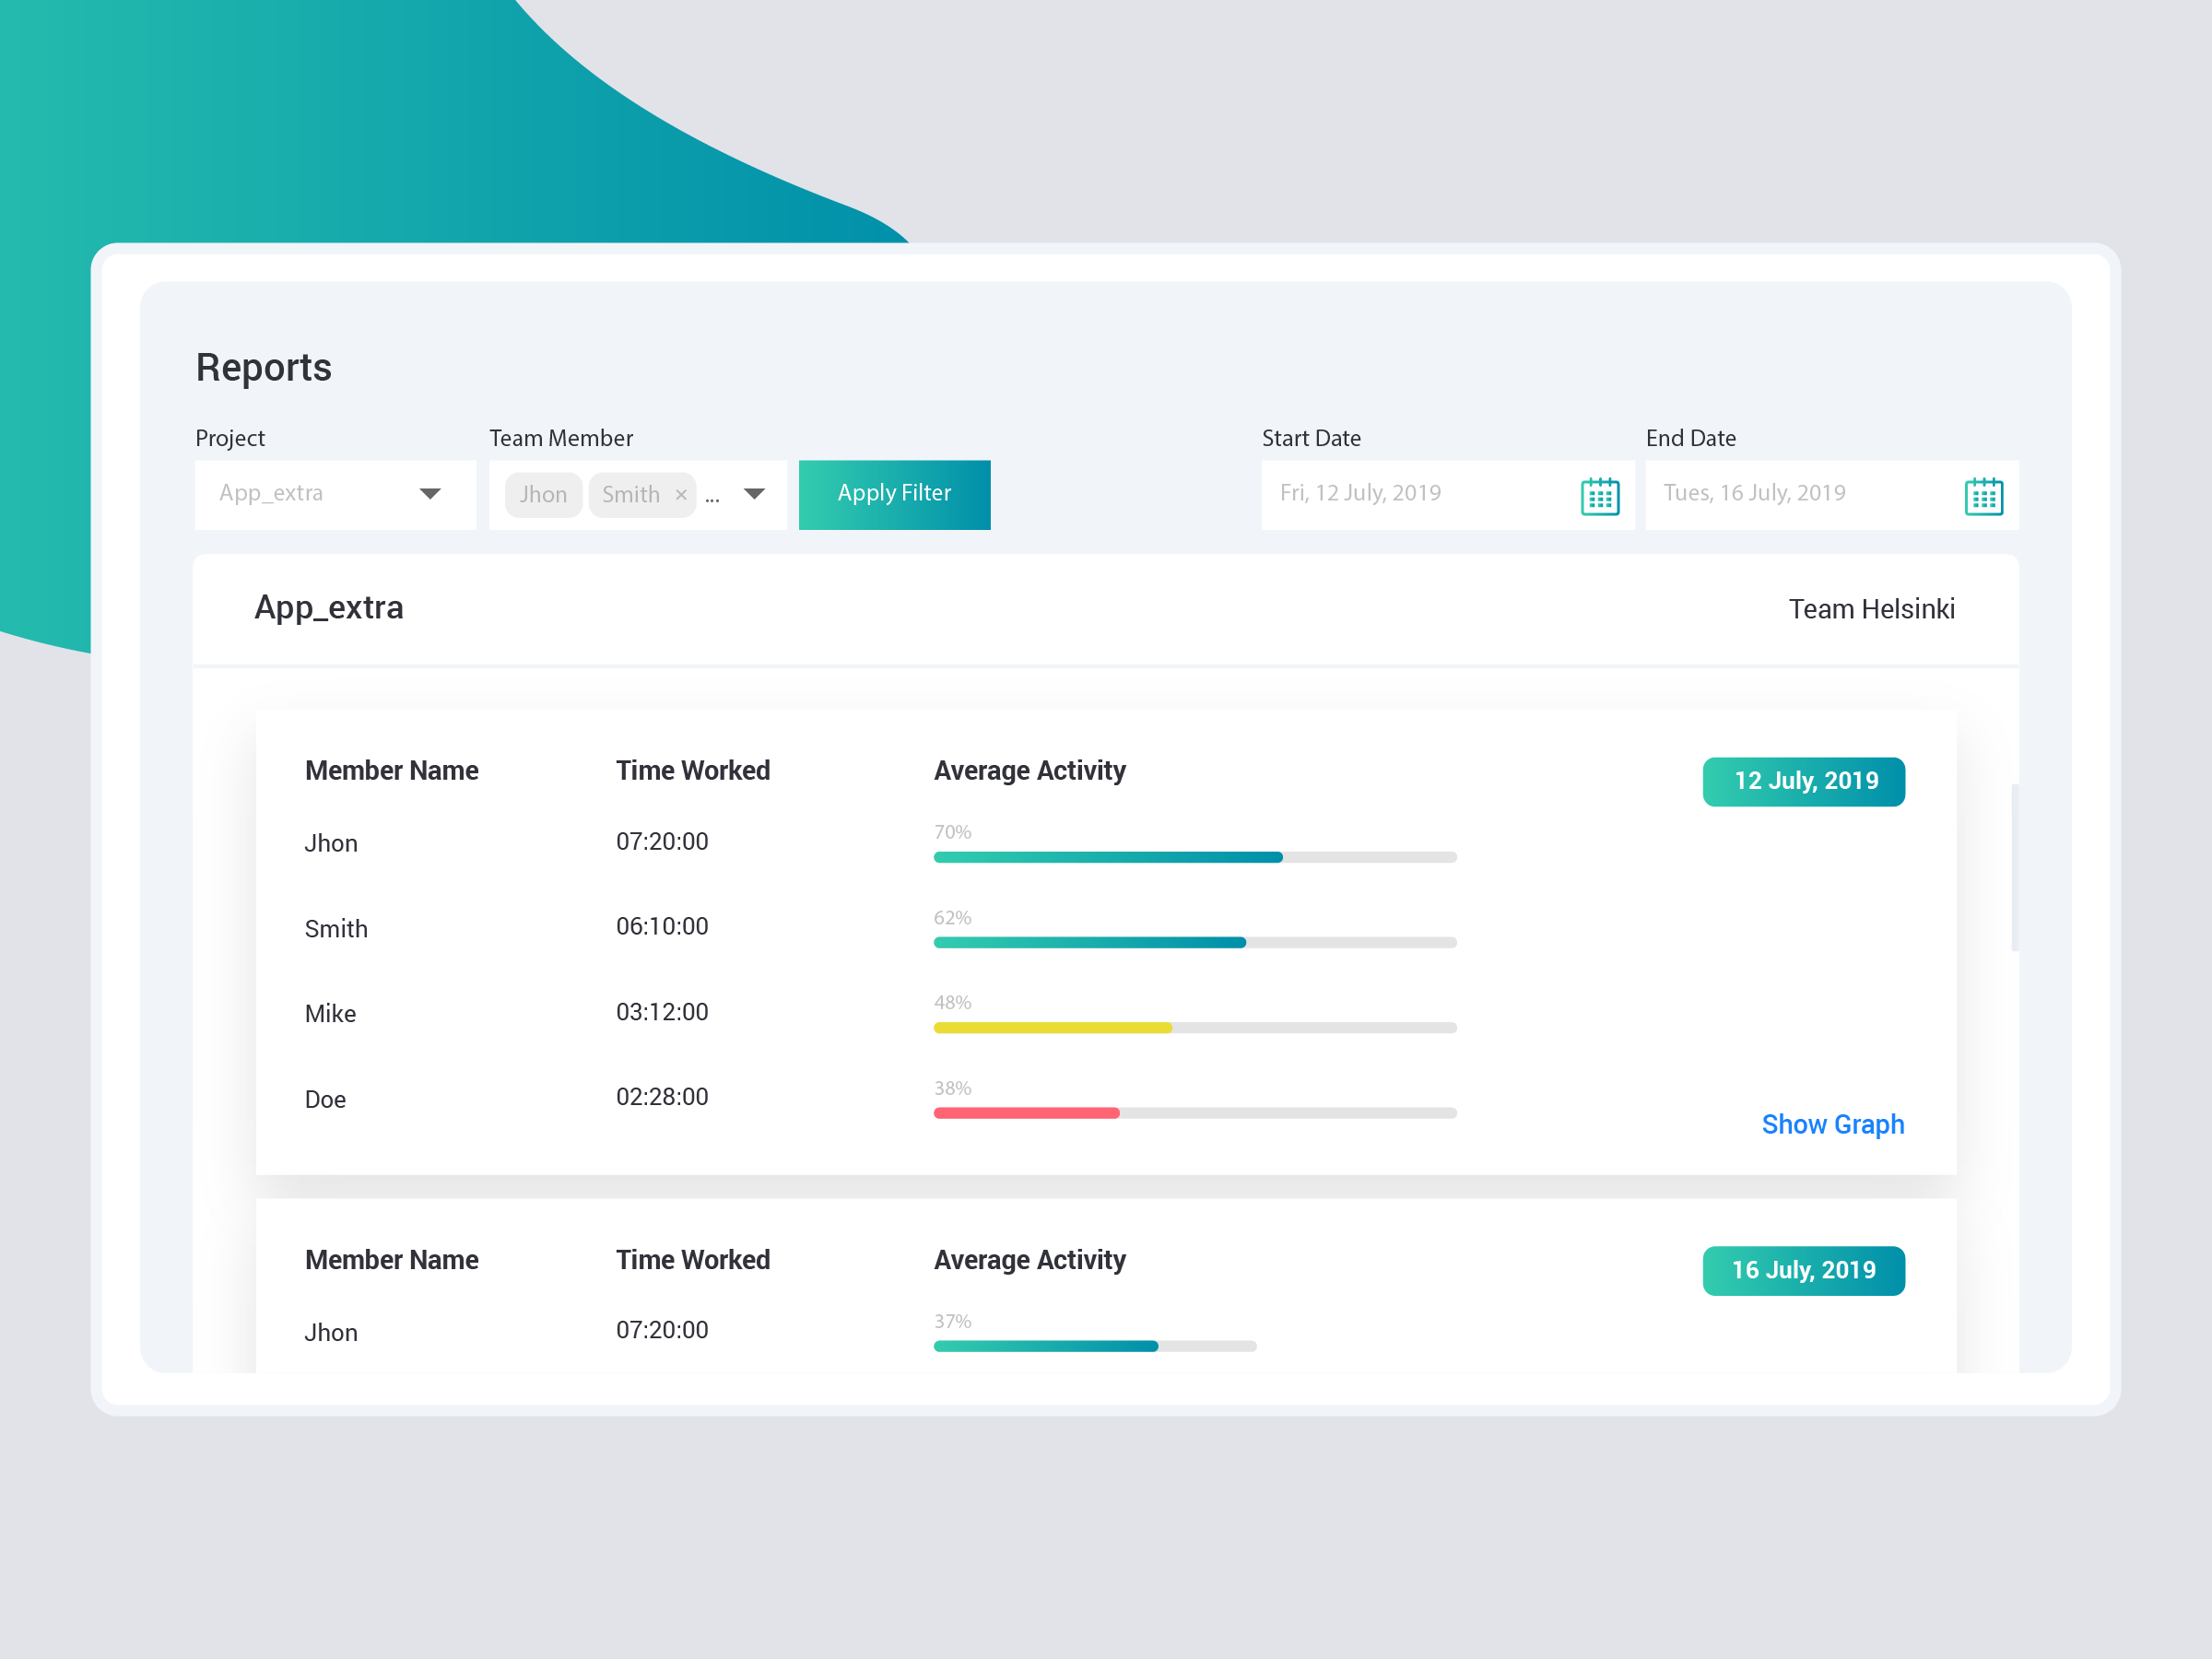 Reports
Project Team Member Start Date End Date
App_extra Jhon Smith × ... Apply Filter Fri, 12 July, 2019 Tues, 16 July, 2019
App_extra Team Helsinki
Member Name Time Worked Average Activity 12 July, 2019
Jhon 07:20:00 70%
Smith 06:10:00 62%
Mike 03:12:00 48%
Doe 02:28:00 38%
Show Graph
Member Name Time Worked Average Activity 16 July, 2019
Jhon 07:20:00 37%